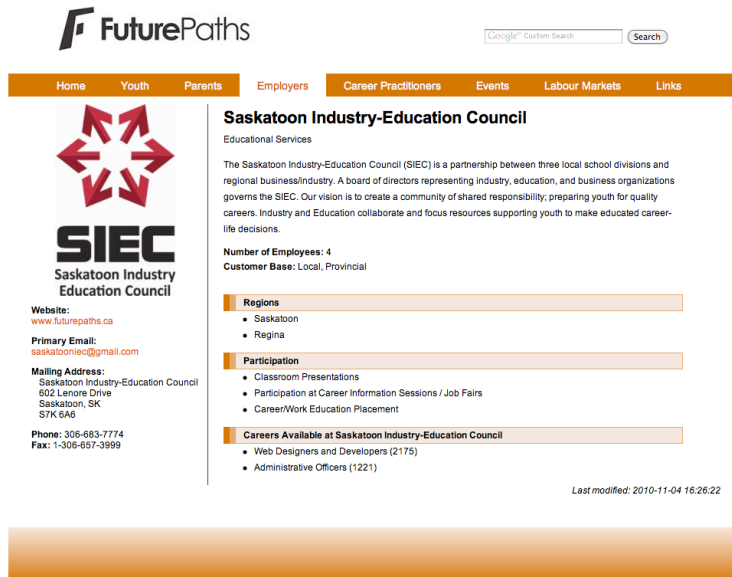 FuturePaths
Google™ Custom Search
Search
Home Youth Parents Employers Career Practitioners Events Labour Markets Links
SIEC
Saskatoon Industry
Education Council
Website:
www.futurepaths.ca
Primary Email:
saskatooniec@gmail.com
Mailing Address:
Saskatoon Industry-Education Council
602 Lenore Drive
Saskatoon, SK
S7K 6A6
Phone: 306-683-7774
Fax: 1-306-657-3999
Saskatoon Industry-Education Council
Educational Services
The Saskatoon Industry-Education Council (SIEC) is a partnership between three local school divisions and
regional business/industry. A board of directors representing industry, education, and business organizations
governs the SIEC. Our vision is to create a community of shared responsibility; preparing youth for quality
careers. Industry and Education collaborate and focus resources supporting youth to make educated career-
life decisions.
Number of Employees: 4
Customer Base: Local, Provincial
Regions
• Saskatoon
• Regina
Participation
• Classroom Presentations
• Participation at Career Information Sessions / Job Fairs
• Career/Work Education Placement
Careers Available at Saskatoon Industry-Education Council
• Web Designers and Developers (2175)
• Administrative Officers (1221)
Last modified: 2010-11-04 16:26:22